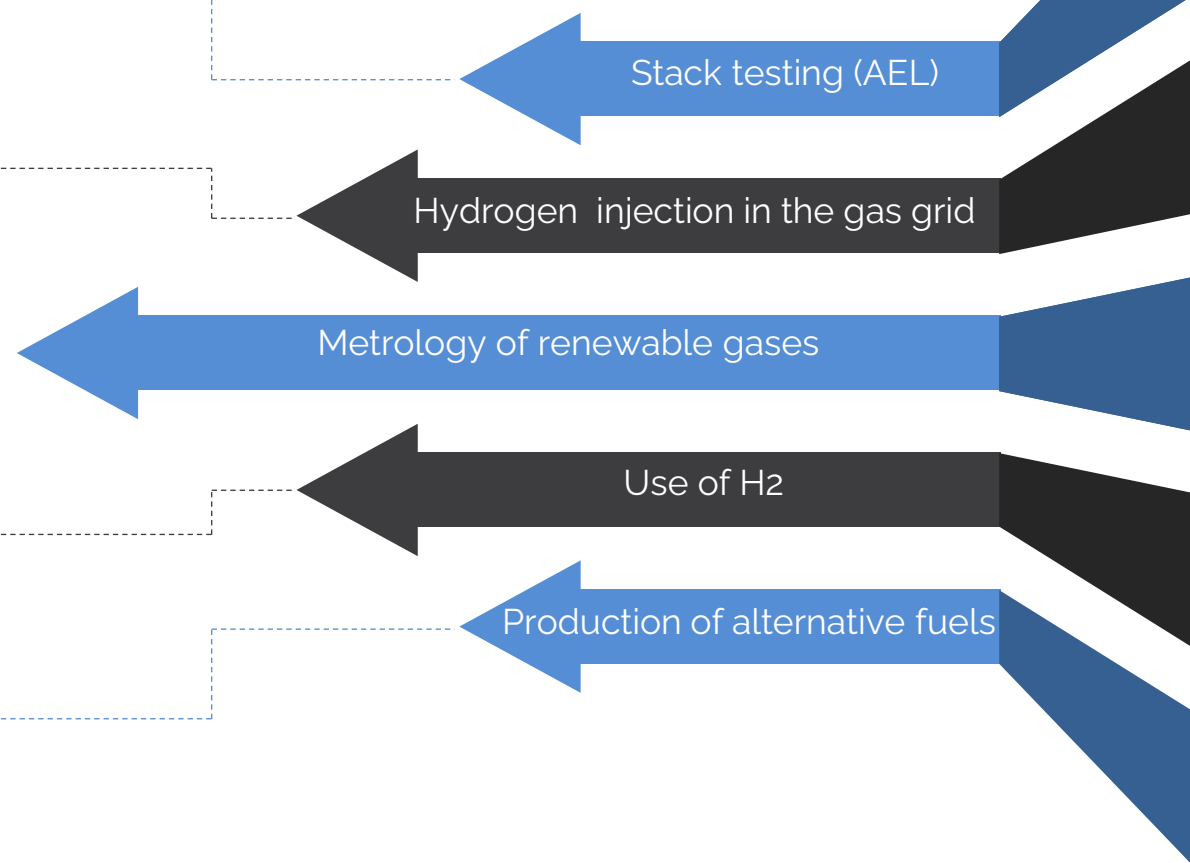 Stack testing (AEL)
Hydrogen  injection in the gas grid
Metrology of renewable gases
Use of H2
Production of alternative fuels